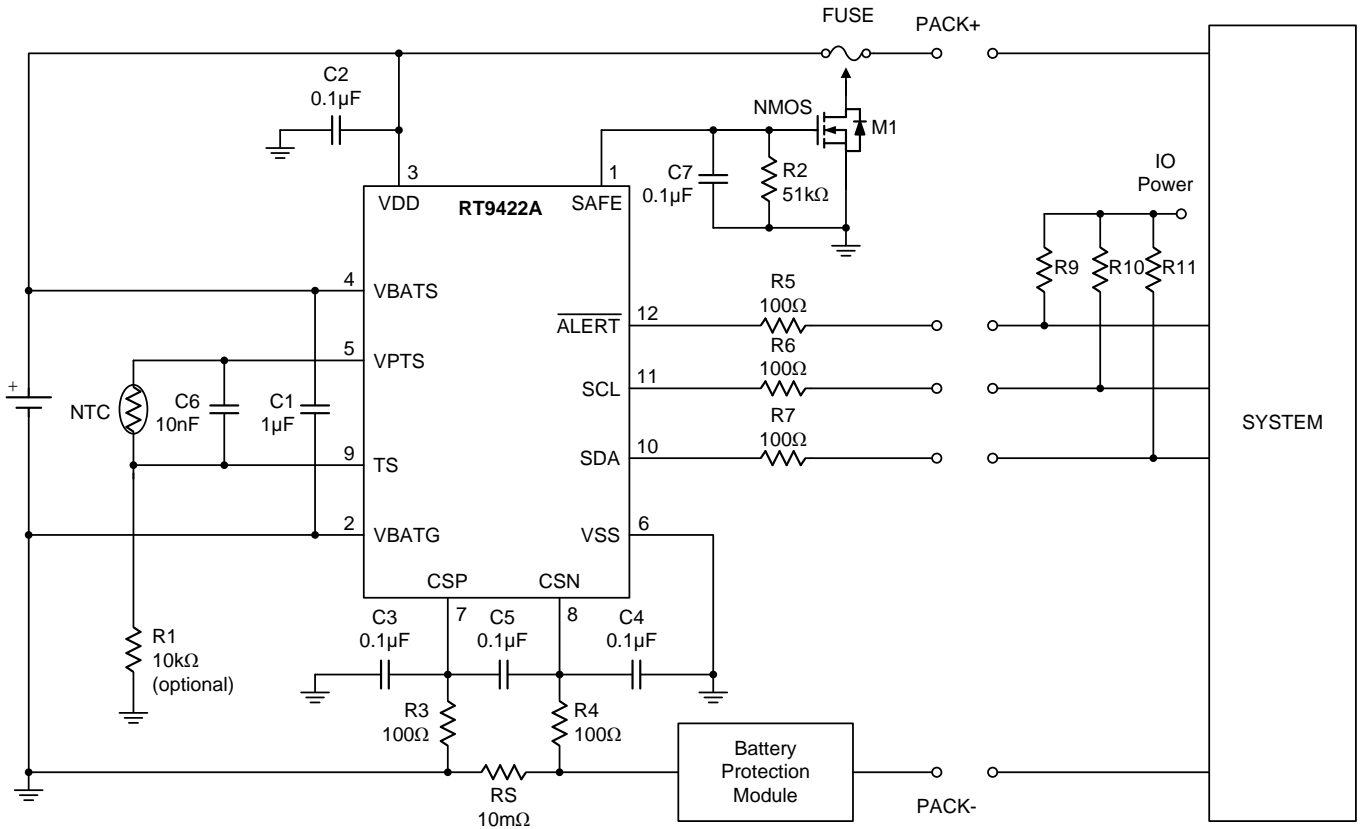 FUSE
PACK+
C2
0.1µF
NMOS
M1
3
1
C7
0.1µF
R2
51kΩ
IO
Power
VDD
RT9422A
SAFE
R9
R10
R11
4
VBATS
R5
100Ω
ALERT
12
5
VPTS
R6
100Ω
+
NTC
C6
10nF
C1
1µF
SCL
11
SYSTEM
R7
100Ω
9
TS
SDA
10
2
VBATG
VSS
6
CSP
CSN
7
8
C3
0.1µF
C5
0.1µF
C4
0.1µF
R1
10kΩ
(optional)
R3
100Ω
R4
100Ω
Battery
Protection
Module
RS
10mΩ
PACK-